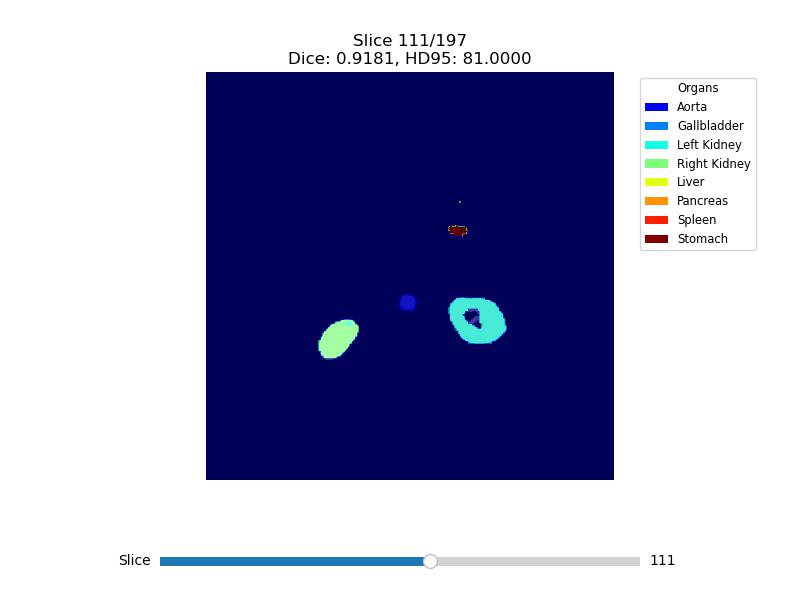 Slice 111/197
Dice: 0.9181, HD95: 81.0000
Organs
Aorta
Gallbladder
Left Kidney
Right Kidney
Liver
Pancreas
Spleen
Stomach
Slice 111